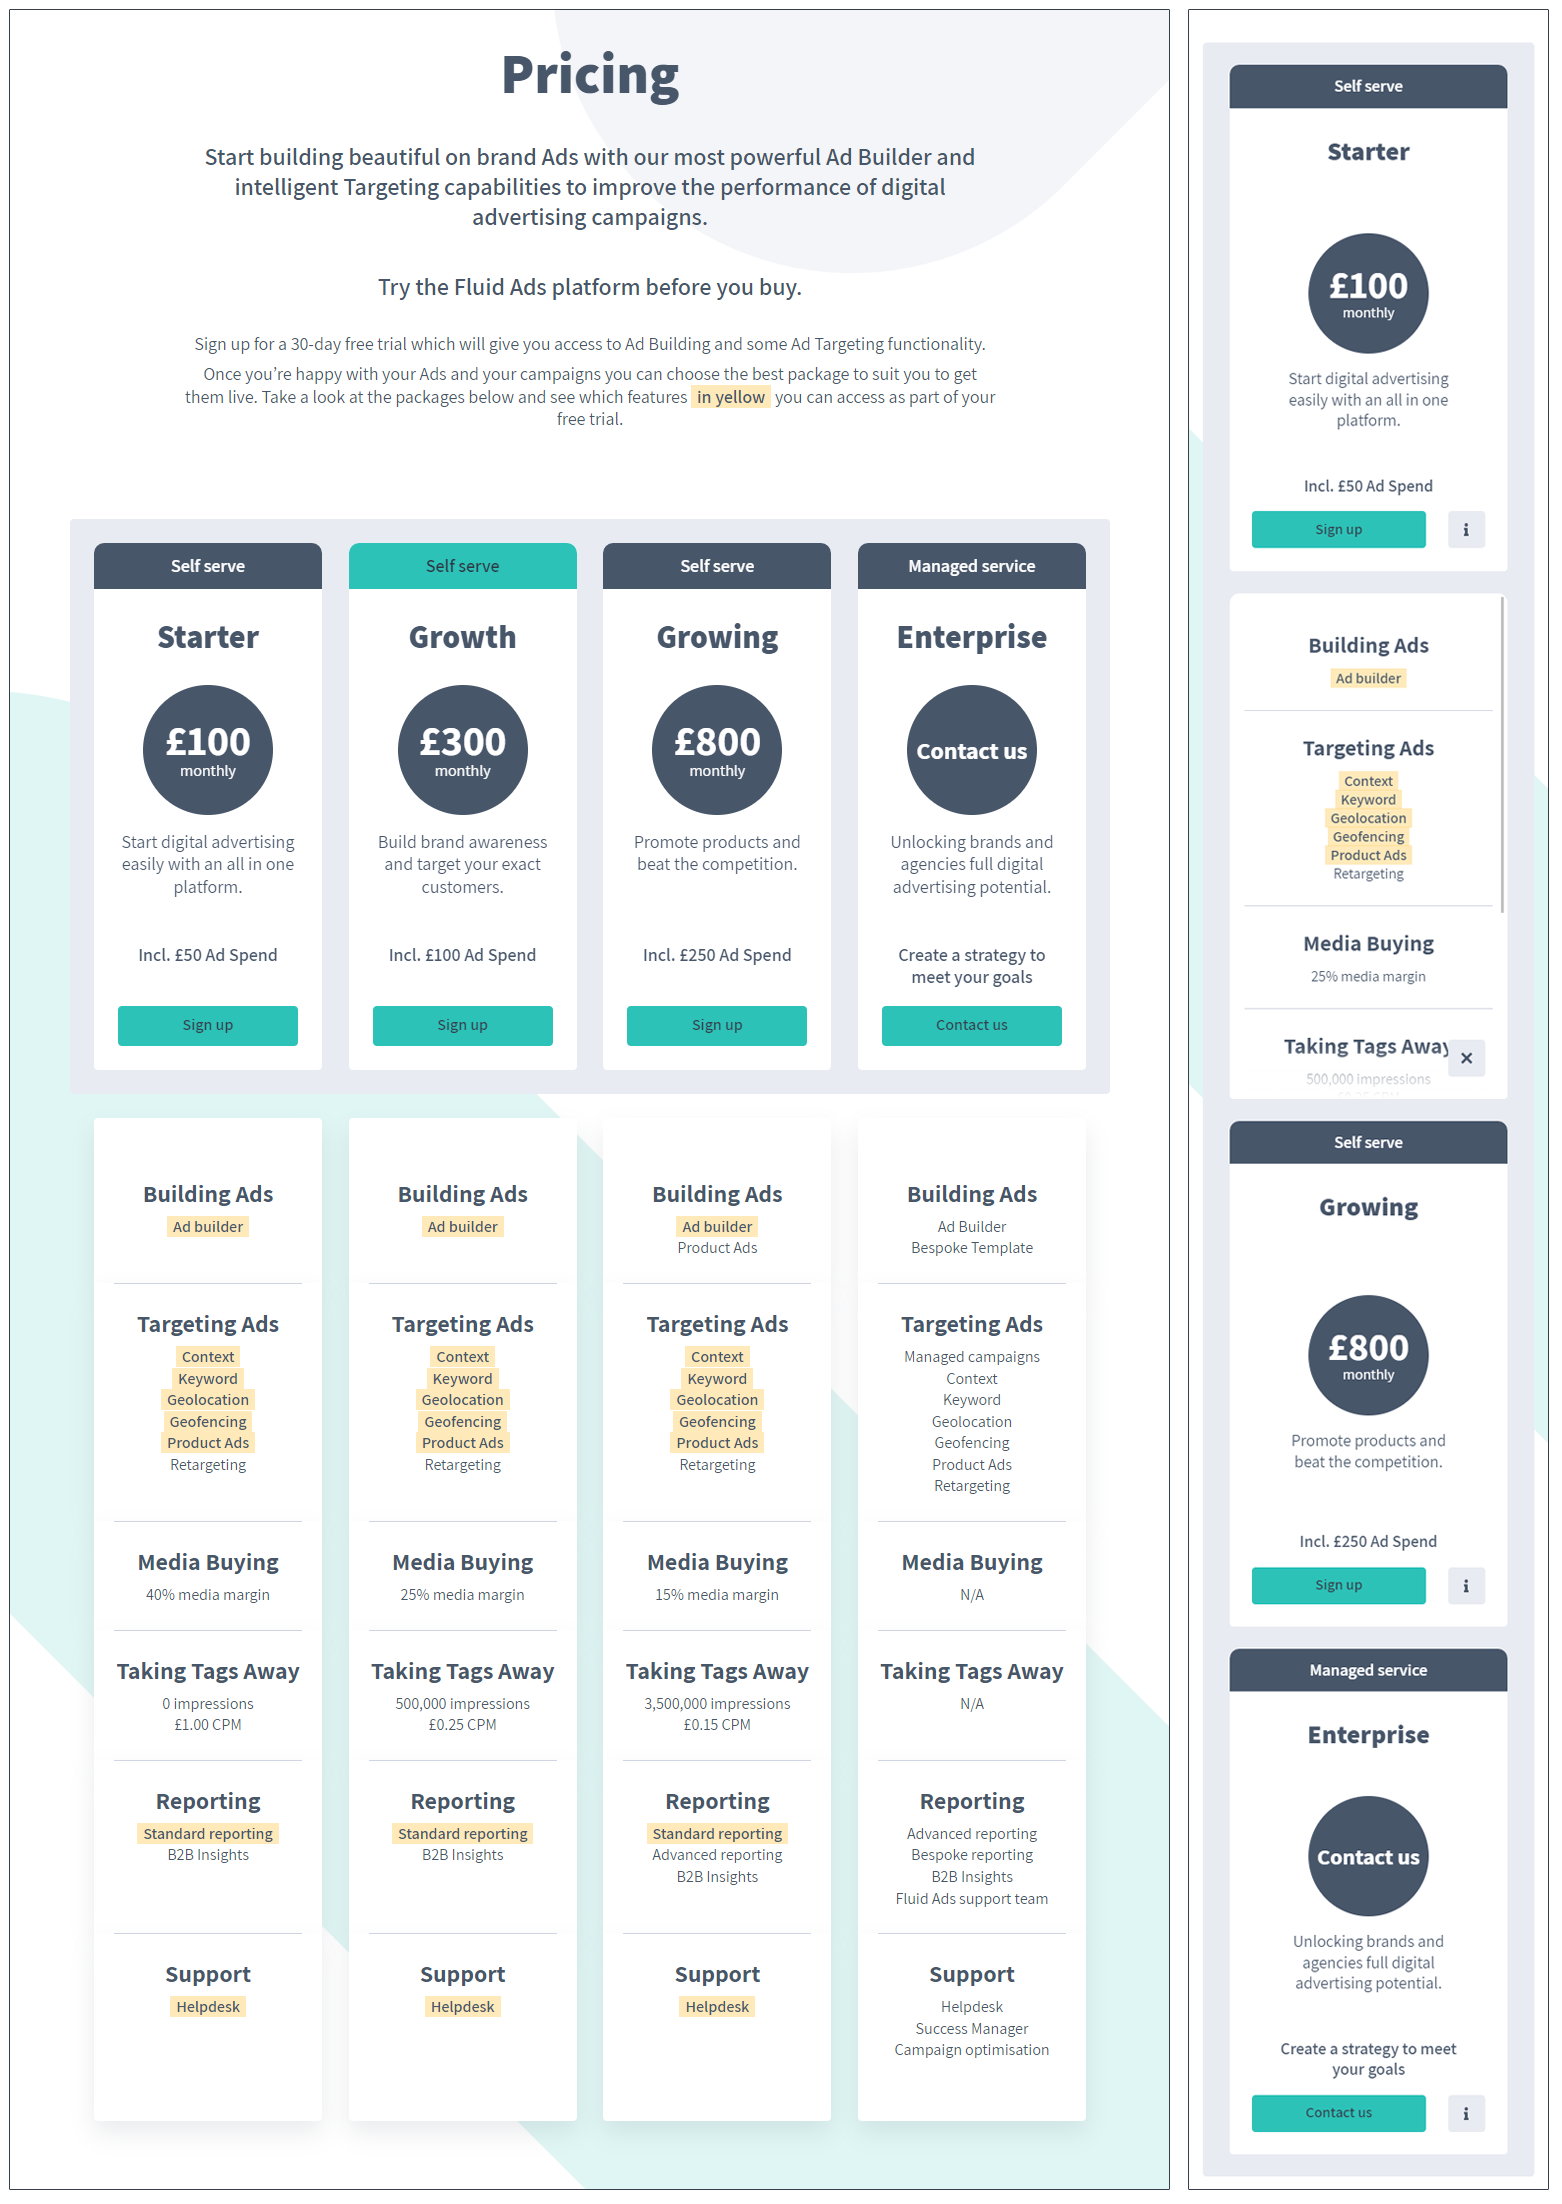 Pricing
Start building beautiful on brand Ads with our most powerful Ad Builder and
intelligent Targeting capabilities to improve the performance of digital
advertising campaigns.
Try the Fluid Ads platform before you buy.
Sign up for a 30-day free trial which will give you access to Ad Building and some Ad Targeting functionality.
Once you’re happy with your Ads and your campaigns you can choose the best package to suit you to get
them live. Take a look at the packages below and see which features in yellow you can access as part of your
free trial.
Self serve
Starter
£100
monthly
Start digital advertising
easily with an all in one
platform.
Incl. £50 Ad Spend
Sign up
Self serve
Growth
£300
monthly
Build brand awareness
and target your exact
customers.
Incl. £100 Ad Spend
Sign up
Self serve
Growing
£800
monthly
Promote products and
beat the competition.
Incl. £250 Ad Spend
Sign up
Managed service
Enterprise
Contact us
Unlocking brands and
agencies full digital
advertising potential.
Create a strategy to
meet your goals
Contact us
Building Ads
Ad builder
Targeting Ads
Context
Keyword
Geolocation
Geofencing
Product Ads
Retargeting
Media Buying
40% media margin
Taking Tags Away
0 impressions
£1.00 CPM
Reporting
Standard reporting
B2B Insights
Support
Helpdesk
Building Ads
Ad builder
Targeting Ads
Context
Keyword
Geolocation
Geofencing
Product Ads
Retargeting
Media Buying
25% media margin
Taking Tags Away
500,000 impressions
£0.25 CPM
Reporting
Standard reporting
B2B Insights
Support
Helpdesk
Building Ads
Ad builder
Product Ads
Targeting Ads
Context
Keyword
Geolocation
Geofencing
Product Ads
Retargeting
Media Buying
15% media margin
Taking Tags Away
3,500,000 impressions
£0.15 CPM
Reporting
Standard reporting
Advanced reporting
B2B Insights
Support
Helpdesk
Building Ads
Ad Builder
Bespoke Template
Targeting Ads
Managed campaigns
Context
Keyword
Geolocation
Geofencing
Product Ads
Retargeting
Media Buying
N/A
Taking Tags Away
N/A
Reporting
Advanced reporting
Bespoke reporting
B2B Insights
Fluid Ads support team
Support
Helpdesk
Success Manager
Campaign optimisation
Self serve
Starter
£100
monthly
Start digital advertising
easily with an all in one
platform.
Incl. £50 Ad Spend
Sign up
i
Building Ads
Ad builder
Targeting Ads
Context
Keyword
Geolocation
Geofencing
Product Ads
Retargeting
Media Buying
25% media margin
Taking Tags Away
500,000 impressions
Self serve
Growing
£800
monthly
Promote products and
beat the competition.
Incl. £250 Ad Spend
Sign up
i
Managed service
Enterprise
Contact us
Unlocking brands and
agencies full digital
advertising potential.
Create a strategy to meet
your goals
Contact us
i